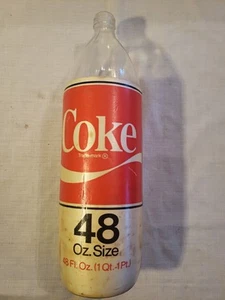 Coke
Trademark ®
48
Oz. Size
48 Fl. Oz. (1 Qt. 1 Pt.)